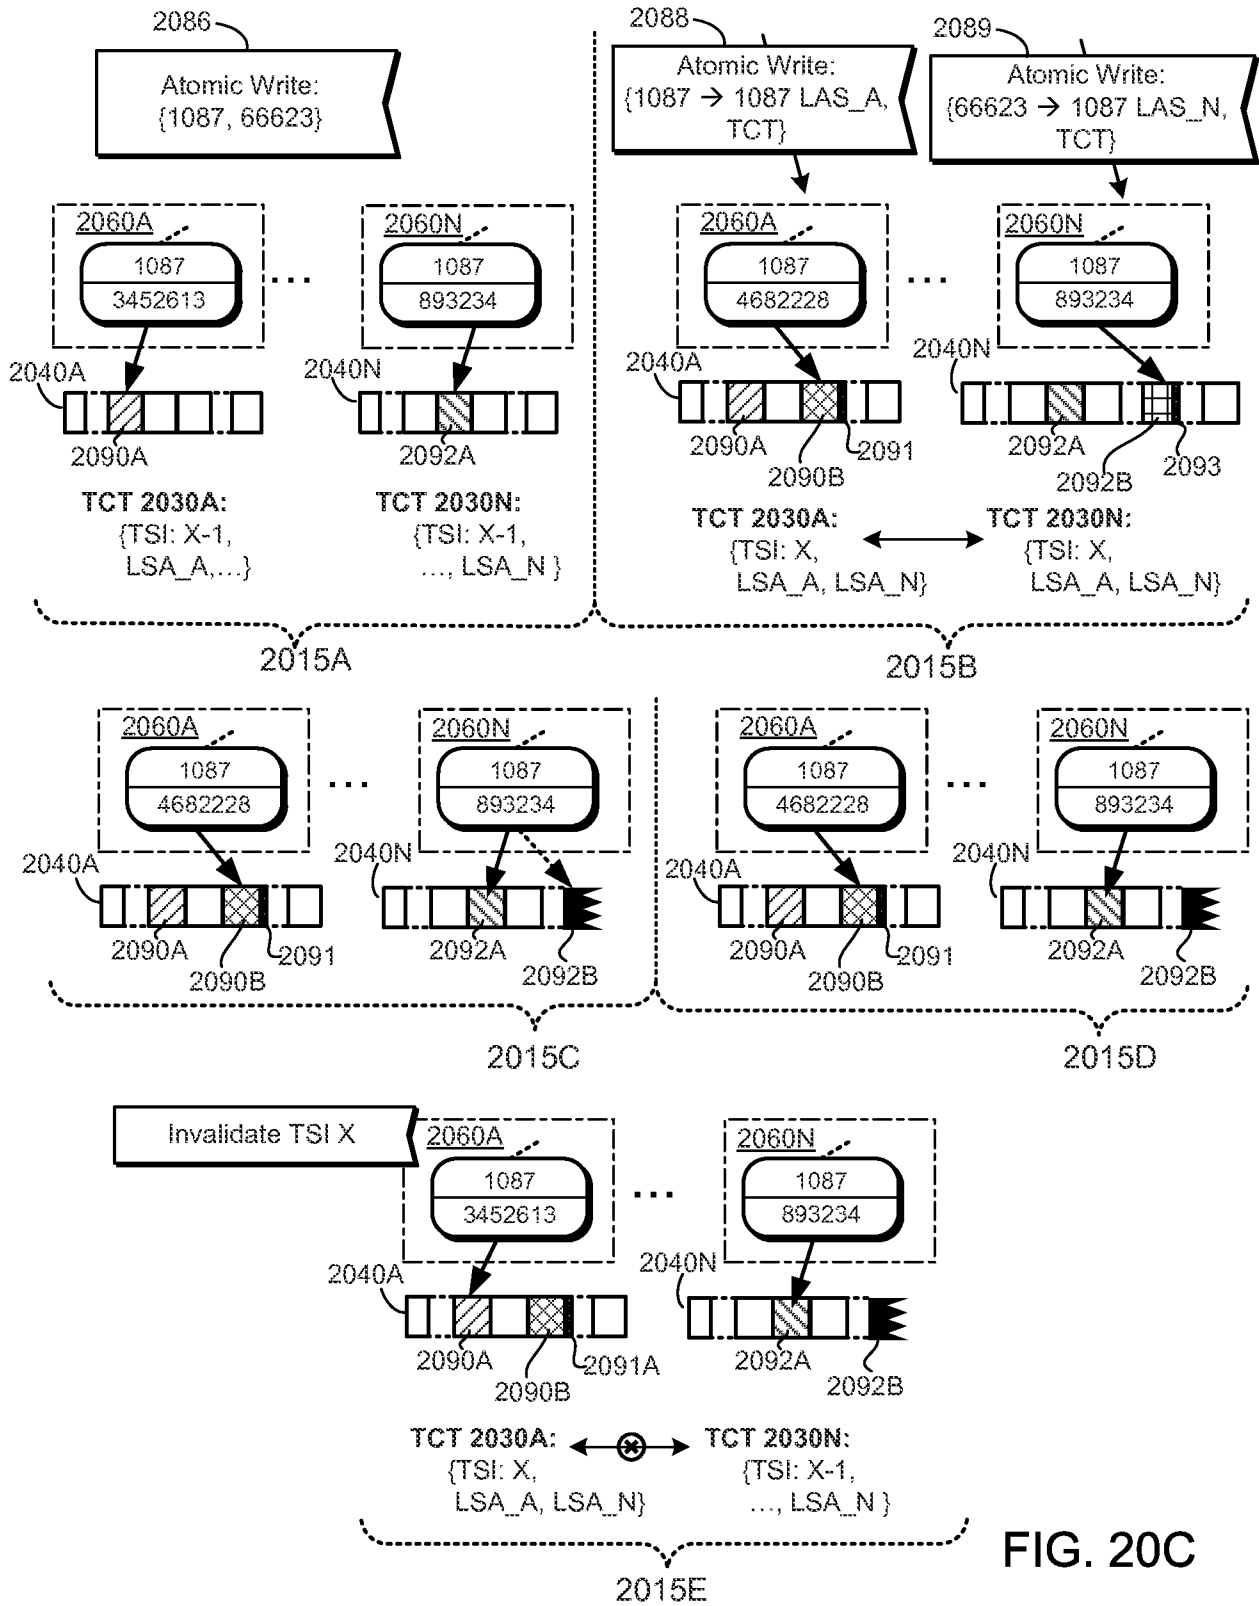 2086
Atomic Write:
{1087, 66623}
2060A
1087
3452613
...
2060N
1087
893234
2040A
2090A
2040N
2092A
TCT 2030A:
{TSI: X-1,
LSA_A,...}
TCT 2030N:
{TSI: X-1,
..., LSA_N }
2015A
2088
Atomic Write:
{1087 → 1087 LAS_A,
TCT}
2089
Atomic Write:
{66623 → 1087 LAS_N,
TCT}
2060A
1087
4682228
...
2060N
1087
893234
2040A
2090A
2090B
2091
2040N
2092A
2092B
2093
TCT 2030A:
{TSI: X,
LSA_A, LSA_N}
TCT 2030N:
{TSI: X,
LSA_A, LSA_N}
2015B
2060A
1087
4682228
...
2060N
1087
893234
2040A
2090A
2090B
2091
2040N
2092A
2092B
2015C
2060A
1087
4682228
...
2060N
1087
893234
2040A
2090A
2090B
2091
2040N
2092A
2092B
2015D
Invalidate TSI X
2060A
1087
3452613
...
2060N
1087
893234
2040A
2090A
2090B
2091A
2040N
2092A
2092B
TCT 2030A:
{TSI: X,
LSA_A, LSA_N}
TCT 2030N:
{TSI: X-1,
..., LSA_N }
2015E
FIG. 20C